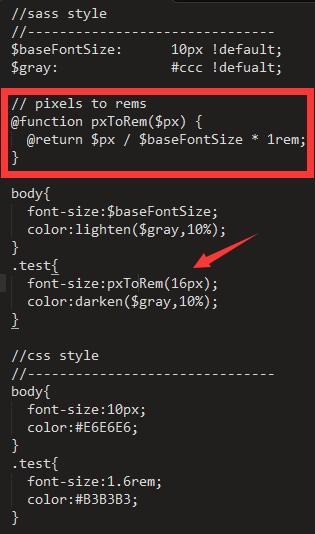 //sass style
//-------------------------------
$baseFontSize:      10px !default;
$gray:              #ccc !defualt;
// pixels to rems
@function pxToRem($px) {
  @return $px / $baseFontSize * 1rem;
}
body{
  font-size:$baseFontSize;
  color:lighten($gray,10%);
}
.test{
  font-size:pxToRem(16px);
  color:darken($gray,10%);
}
//css style
//-------------------------------
body{
  font-size:10px;
  color:#E6E6E6;
}
.test{
  font-size:1.6rem;
  color:#B3B3B3;
}